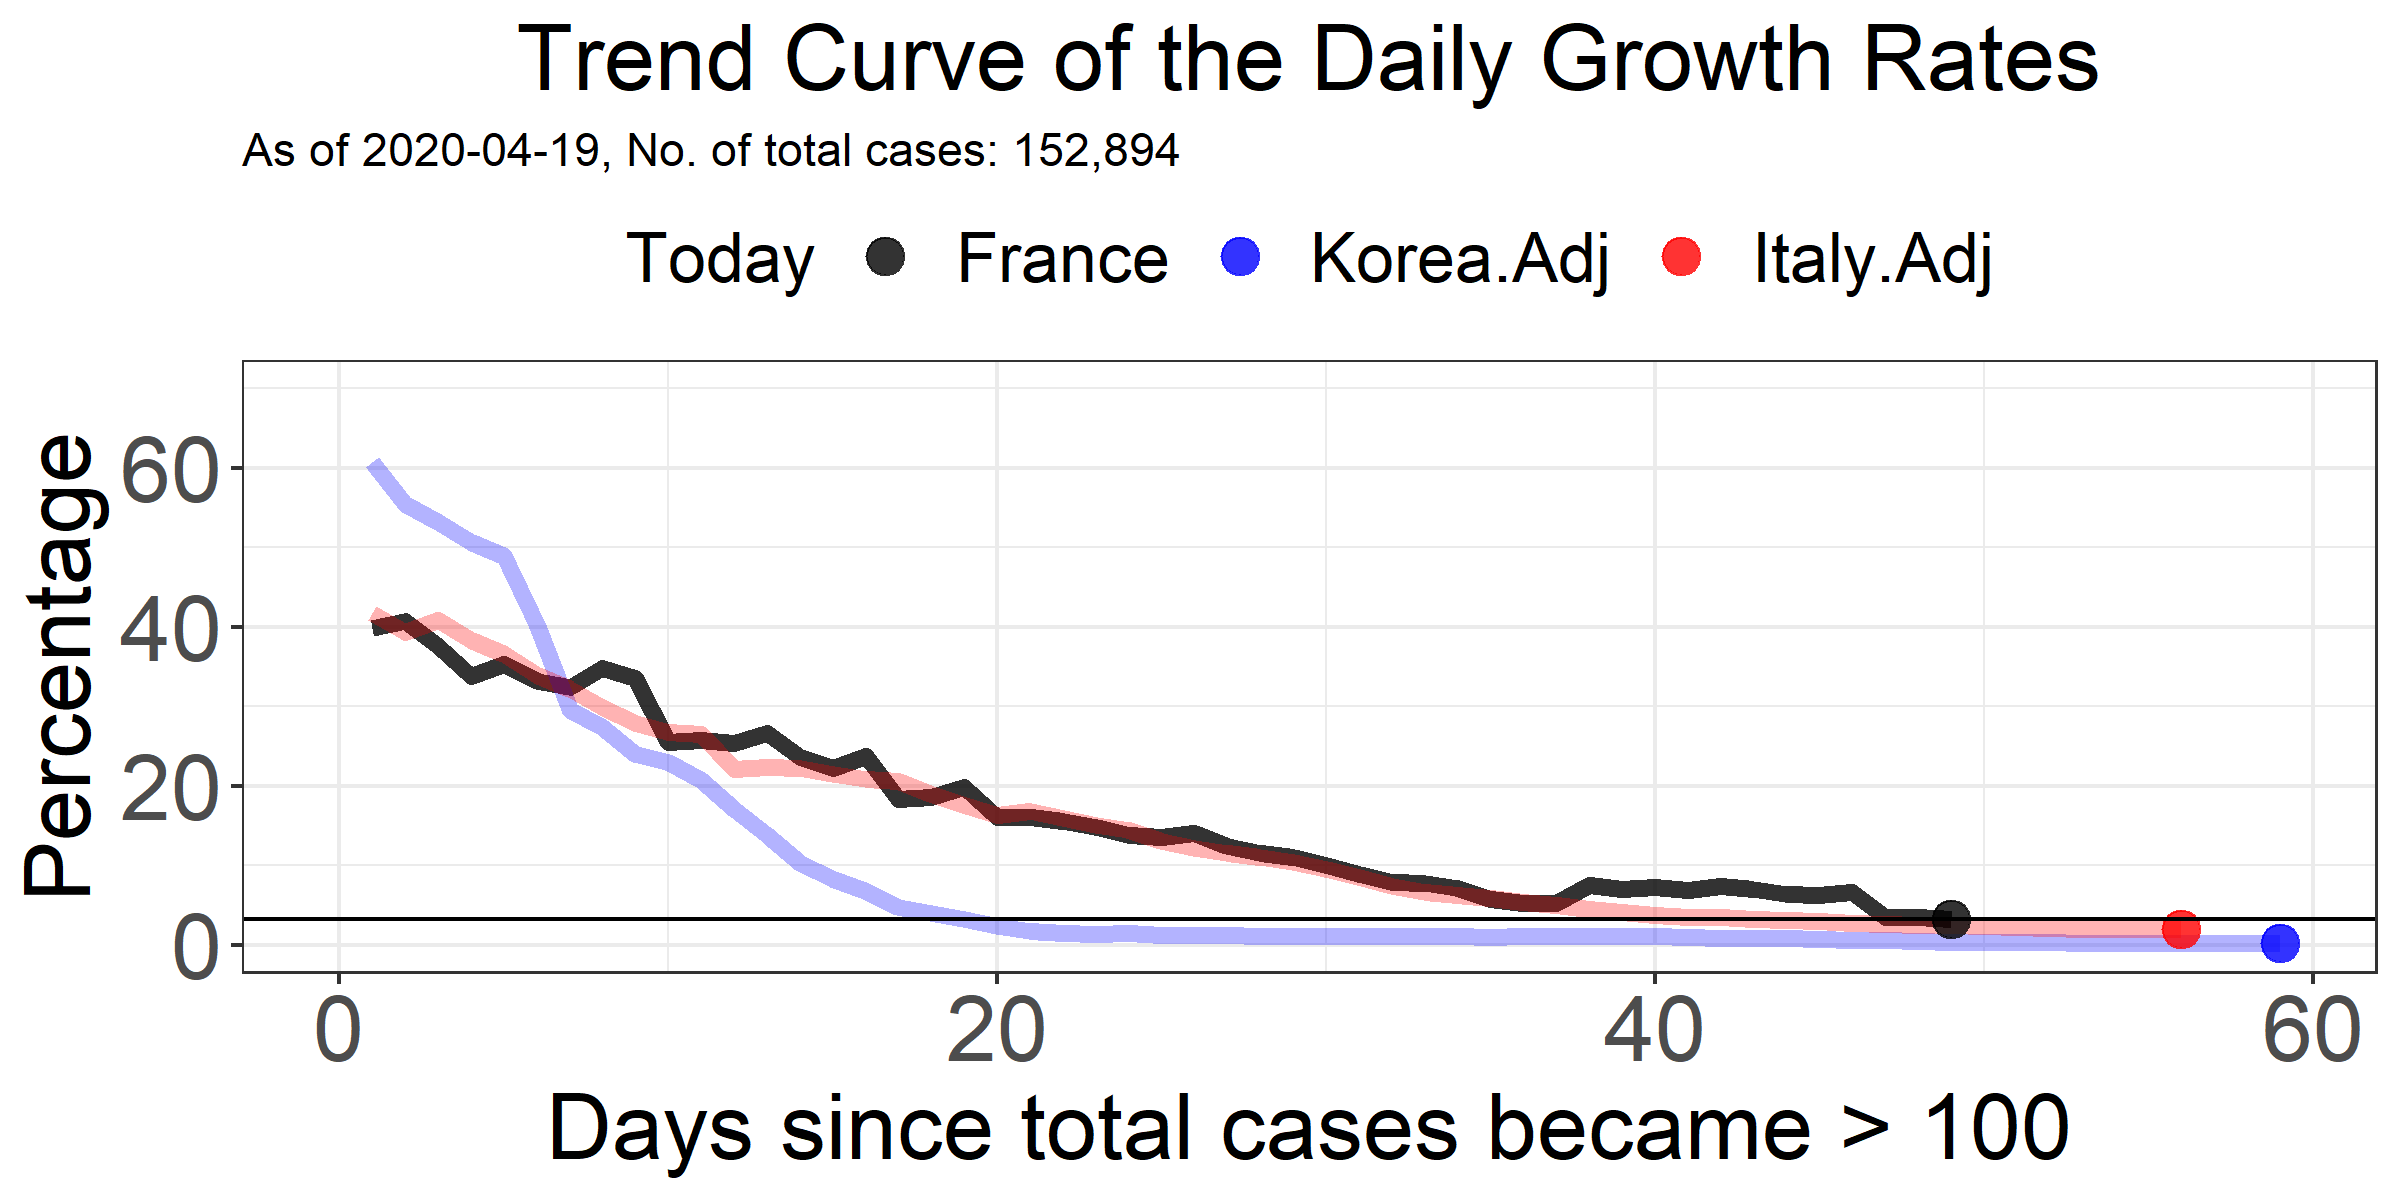 Trend Curve of the Daily Growth Rates
As of 2020-04-19, No. of total cases: 152,894
Today France Korea.Adj Italy.Adj
Percentage
60
40
20
0
0 20 40 60
Days since total cases became > 100